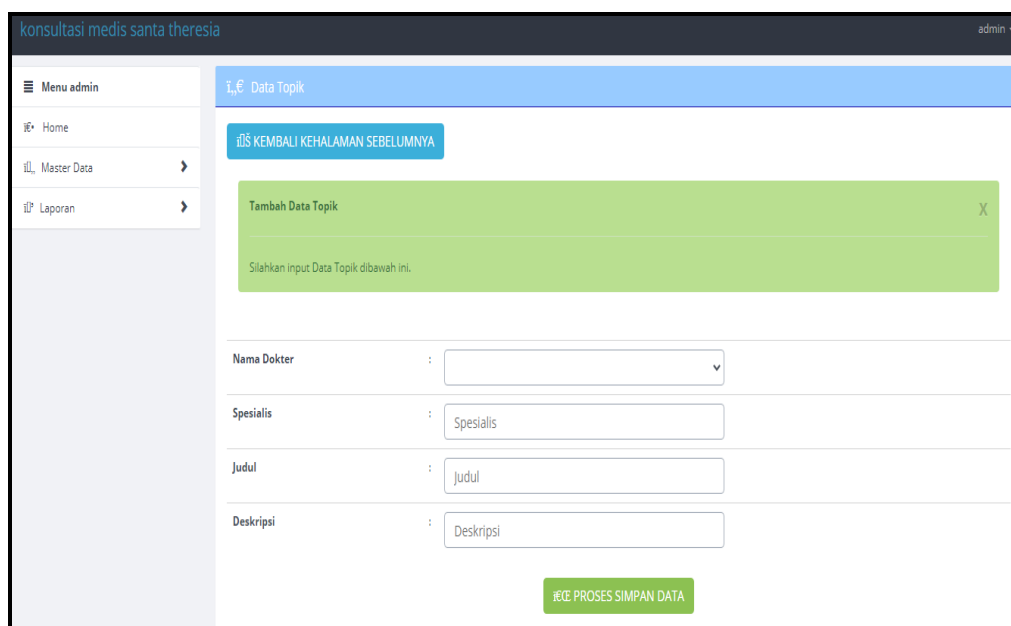 konsultasi medis santa theresia
admin
Menu admin
ï„€ Data Topik
Home
KEMBALI KEHALAMAN SEBELUMNYA
Master Data
Laporan
Tambah Data Topik
X
Silahkan input Data Topik dibawah ini.
Nama Dokter :
Spesialis : Spesialis
Judul : Judul
Deskripsi : Deskripsi
PROSES SIMPAN DATA